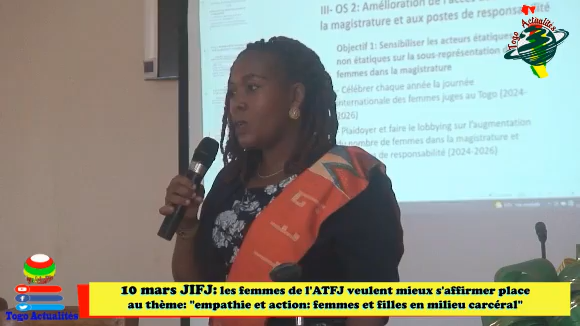 III- OS 2: Amélioration de l'accès
la magistrature et aux postes de responsabilité
Objectif 1: Sensibiliser les acteurs étatiques
non étatiques sur la sous-représentation
femmes dans la magistrature
- Célébrer chaque année la journée
internationale des femmes juges au Togo (2024-
2026)
- Plaidoyer et faire le lobbying sur l'augmentation
du nombre de femmes dans la magistrature et
de responsabilité (2024-2026)
Togo Actualités
10 mars JIFJ: les femmes de l'ATFJ veulent mieux s'affirmer place
au thème: "empathie et action: femmes et filles en milieu carcéral"
Togo Actualités